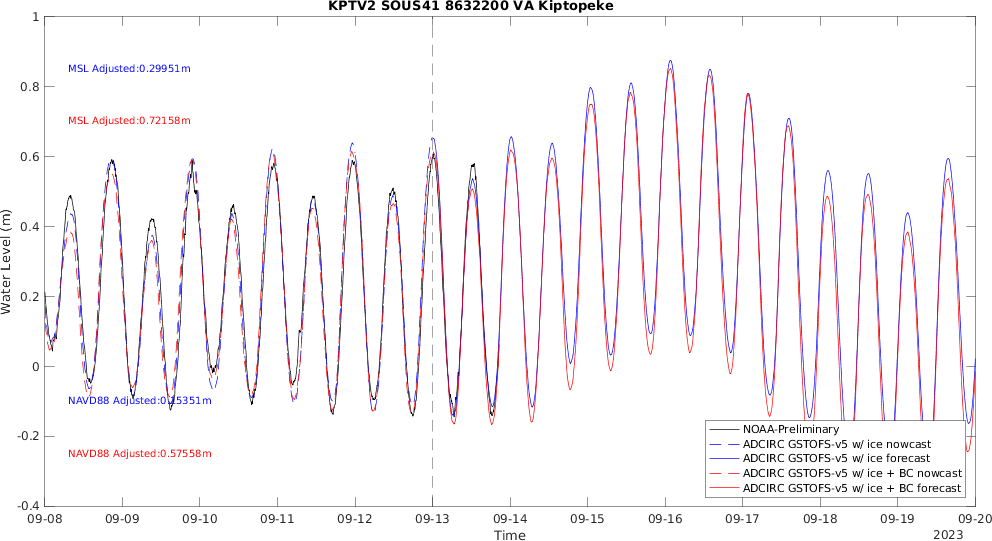 KPTV2 SOUS41 8632200 VA Kiptopeke
1
0.8
0.6
0.4
0.2
0
-0.2
-0.4
Water Level (m)
MSL Adjusted:0.29951m
MSL Adjusted:0.72158m
NAVD88 Adjusted:0.15351m
NAVD88 Adjusted:0.57558m
NOAA-Preliminary
ADCIRC GSTOFS-v5 w/ ice nowcast
ADCIRC GSTOFS-v5 w/ ice forecast
ADCIRC GSTOFS-v5 w/ ice + BC nowcast
ADCIRC GSTOFS-v5 w/ ice + BC forecast
09-08 09-09 09-10 09-11 09-12 09-13 09-14 09-15 09-16 09-17 09-18 09-19 09-20
Time
2023